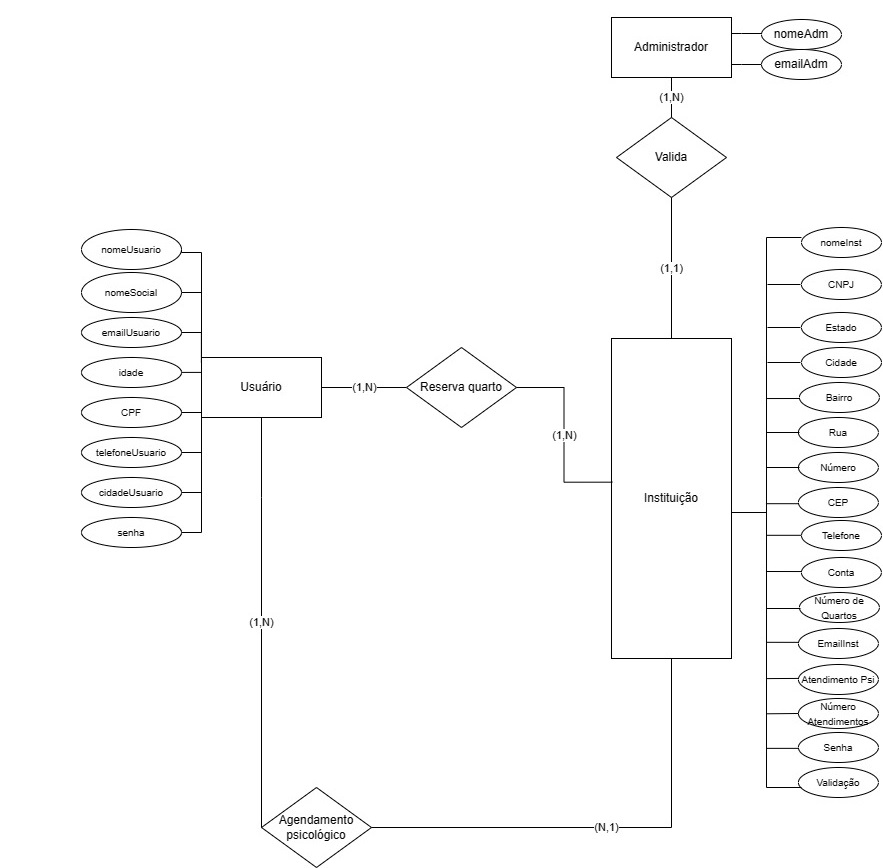 Administrador
nomeAdm
emailAdm
(1,N)
Valida
(1,1)
nomeUsuario
nomeSocial
emailUsuario
idade
CPF
telefoneUsuario
cidadeUsuario
senha
Usuário
(1,N)
Reserva quarto
(1,N)
Instituição
nomeInst
CNPJ
Estado
Cidade
Bairro
Rua
Número
CEP
Telefone
Conta
Número de
Quartos
EmailInst
Atendimento Psi
Número
Atendimentos
Senha
Validação
(1,N)
Agendamento
psicológico
(N,1)